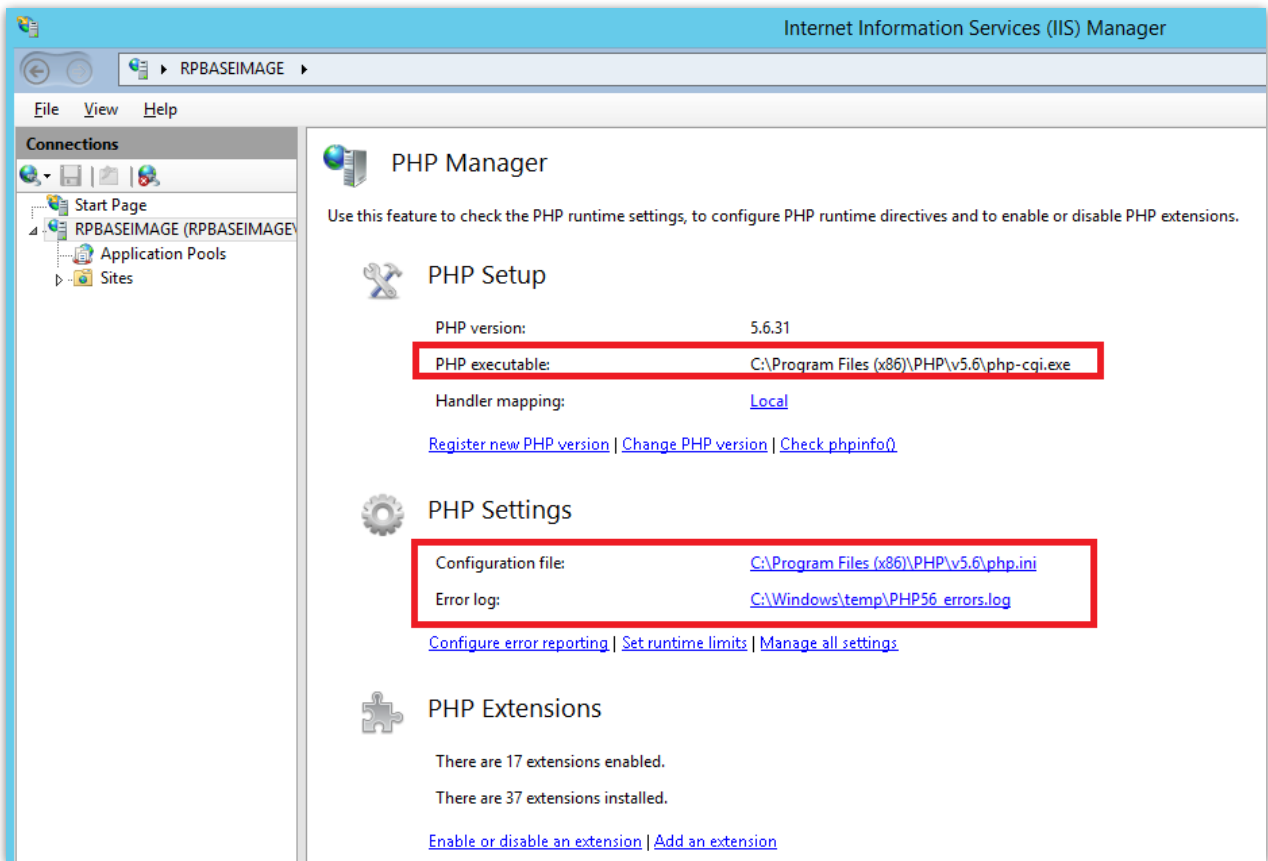 Internet Information Services (IIS) Manager
RPBASEIMAGE
File View Help
Connections
Start Page
RPBASEIMAGE (RPBASEIMAGE\
Application Pools
Sites
PHP Manager
Use this feature to check the PHP runtime settings, to configure PHP runtime directives and to enable or disable PHP extensions.
PHP Setup
PHP version: 5.6.31
PHP executable: C:\Program Files (x86)\PHP\v5.6\php-cgi.exe
Handler mapping: Local
Register new PHP version | Change PHP version | Check phpinfo()
PHP Settings
Configuration file: C:\Program Files (x86)\PHP\v5.6\php.ini
Error log: C:\Windows\temp\PHP56_errors.log
Configure error reporting | Set runtime limits | Manage all settings
PHP Extensions
There are 17 extensions enabled.
There are 37 extensions installed.
Enable or disable an extension | Add an extension